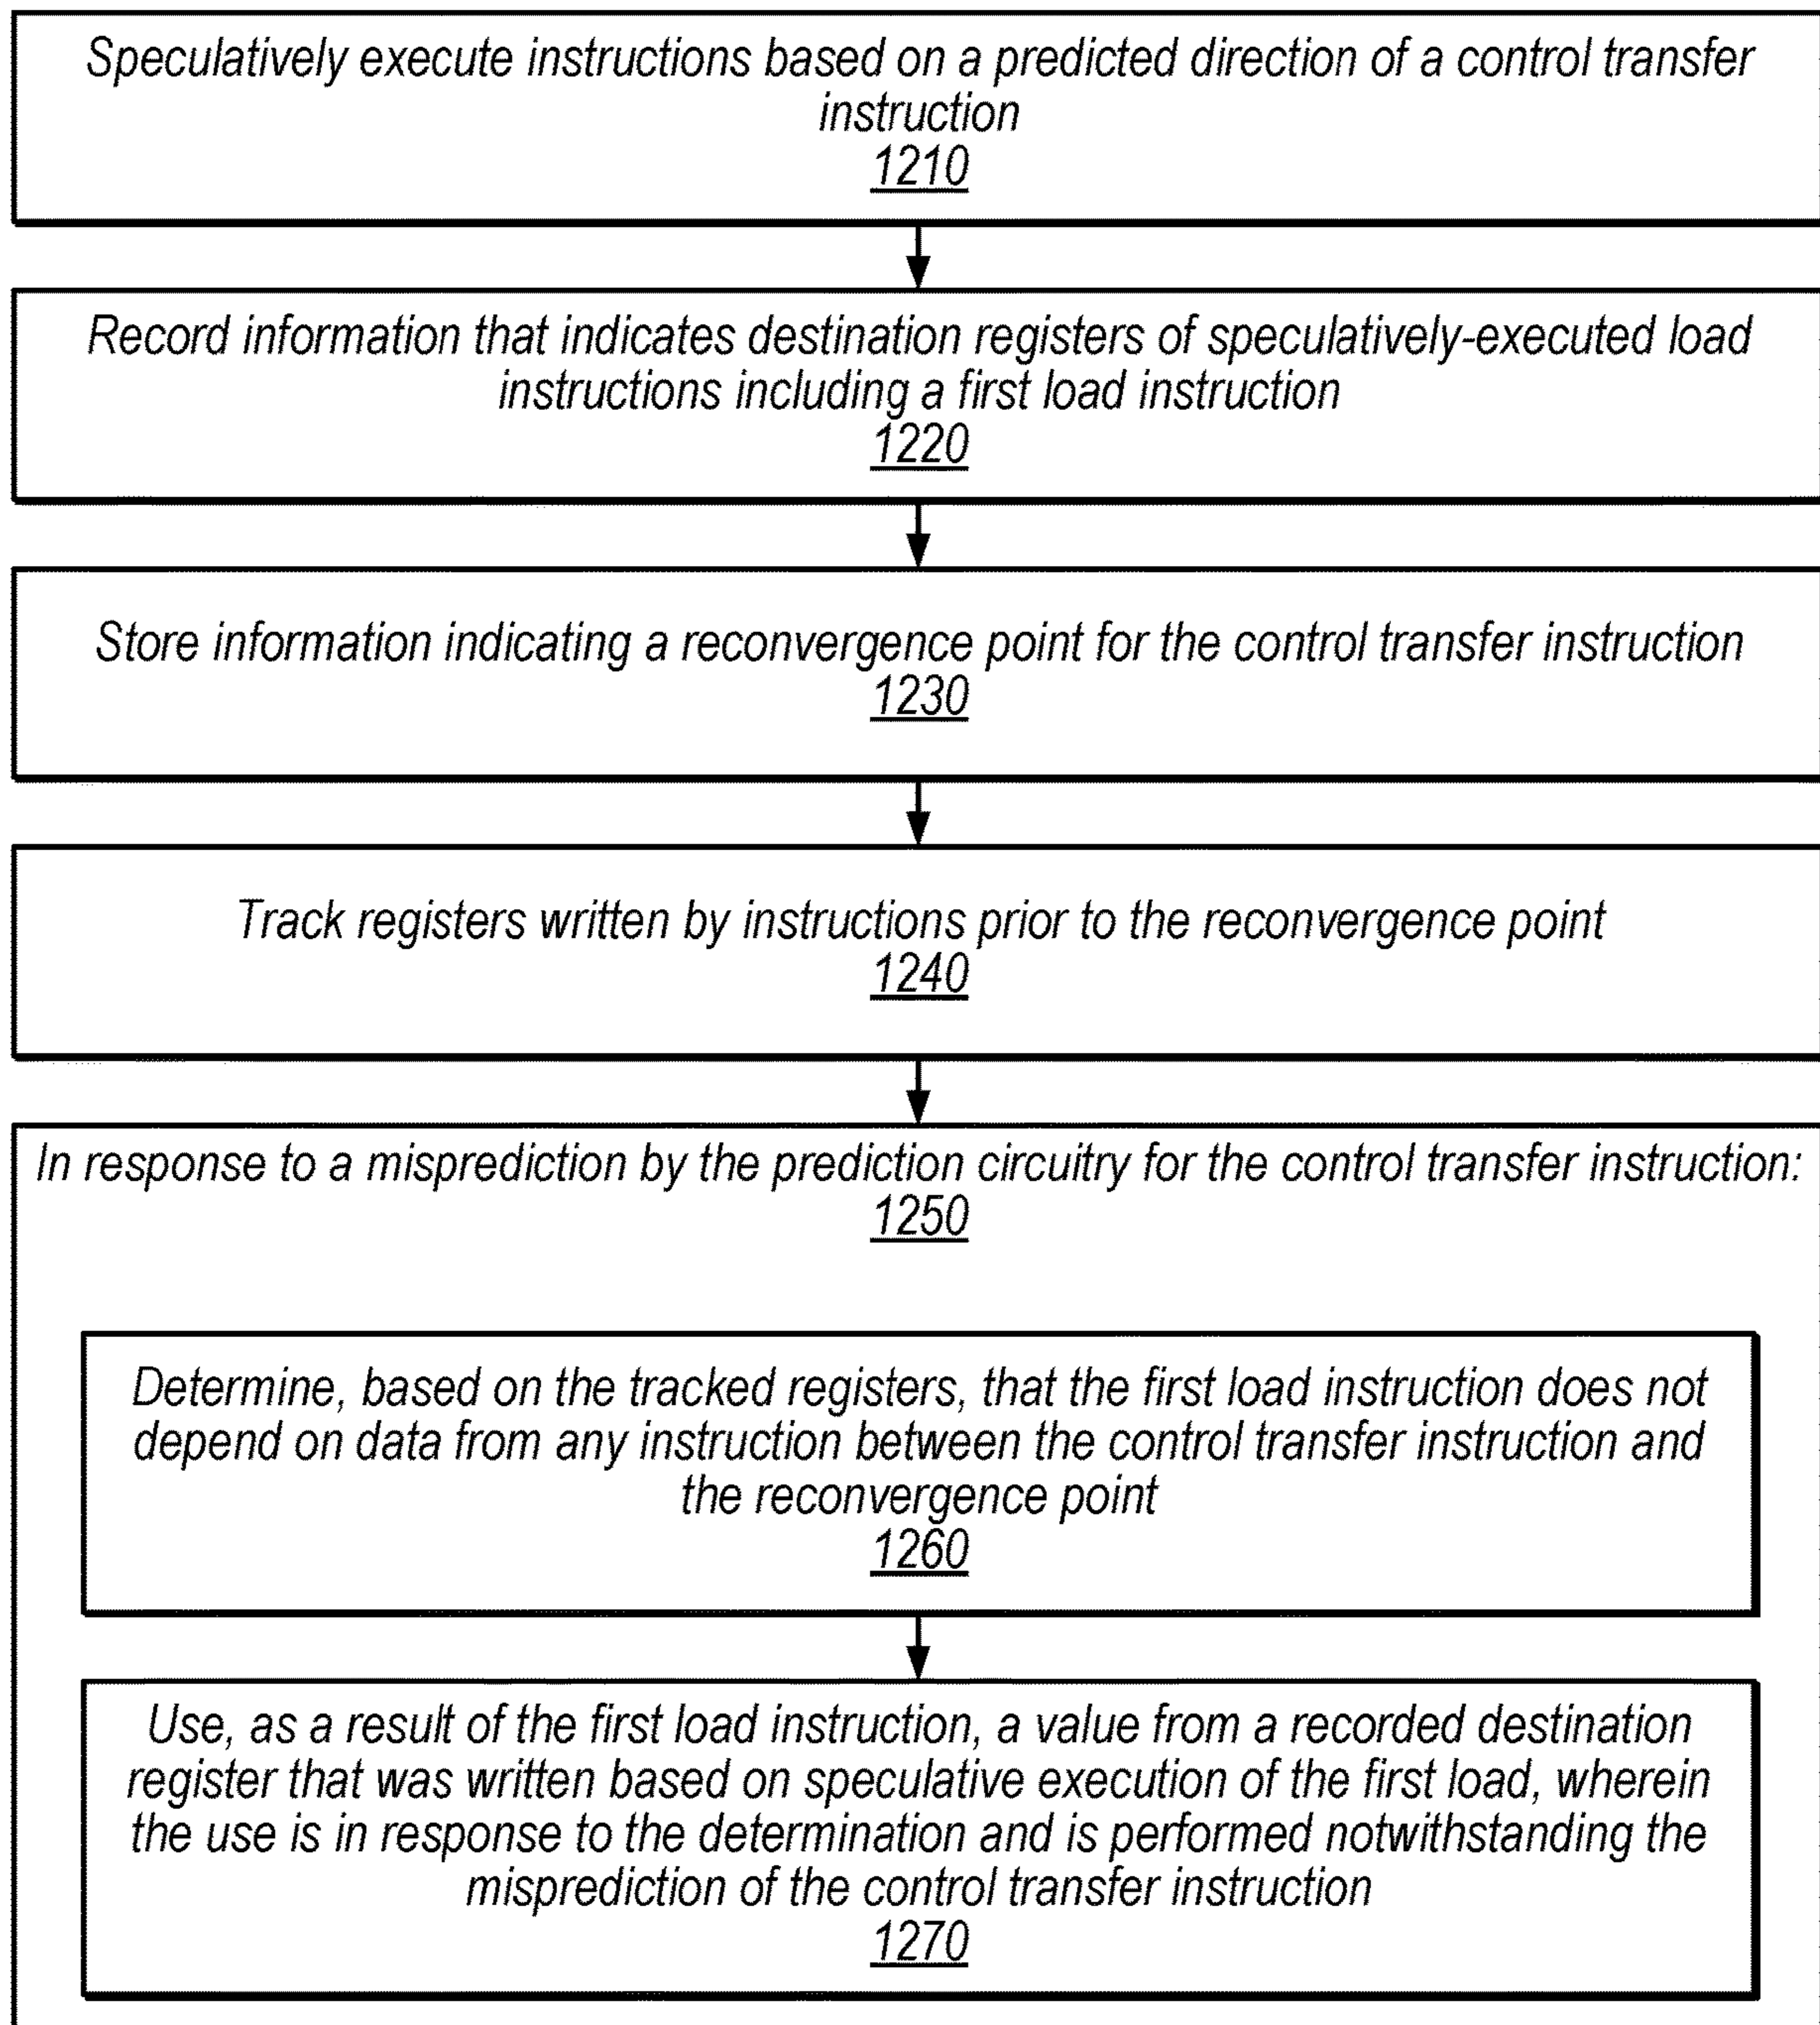 Speculatively execute instructions based on a predicted direction of a control transfer
instruction
1210
Record information that indicates destination registers of speculatively-executed load
instructions including a first load instruction
1220
Store information indicating a reconvergence point for the control transfer instruction
1230
Track registers written by instructions prior to the reconvergence point
1240
In response to a misprediction by the prediction circuitry for the control transfer instruction:
1250
Determine, based on the tracked registers, that the first load instruction does not
depend on data from any instruction between the control transfer instruction and
the reconvergence point
1260
Use, as a result of the first load instruction, a value from a recorded destination
register that was written based on speculative execution of the first load, wherein
the use is in response to the determination and is performed notwithstanding the
misprediction of the control transfer instruction
1270